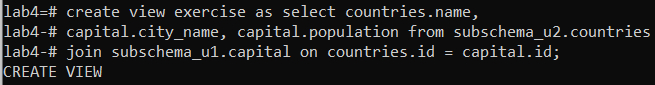 lab4=# create view exercise as select countries.name,
lab4-# capital.city_name, capital.population from subschema_u2.countries
lab4-# join subschema_u1.capital on countries.id = capital.id;
CREATE VIEW